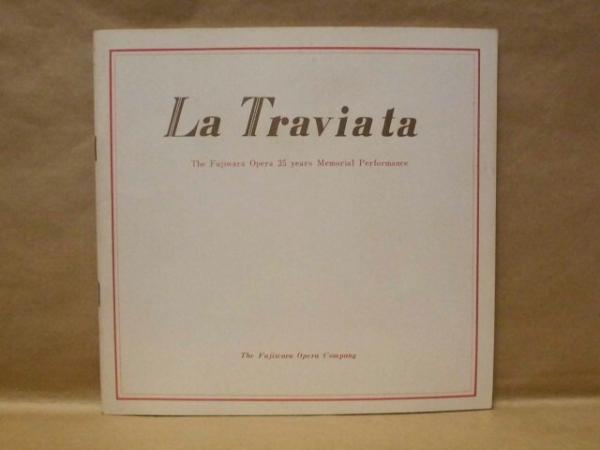 La Traviata
The Fujiwara Opera 35 years Memorial Performance
The Fujiwara Opera Company